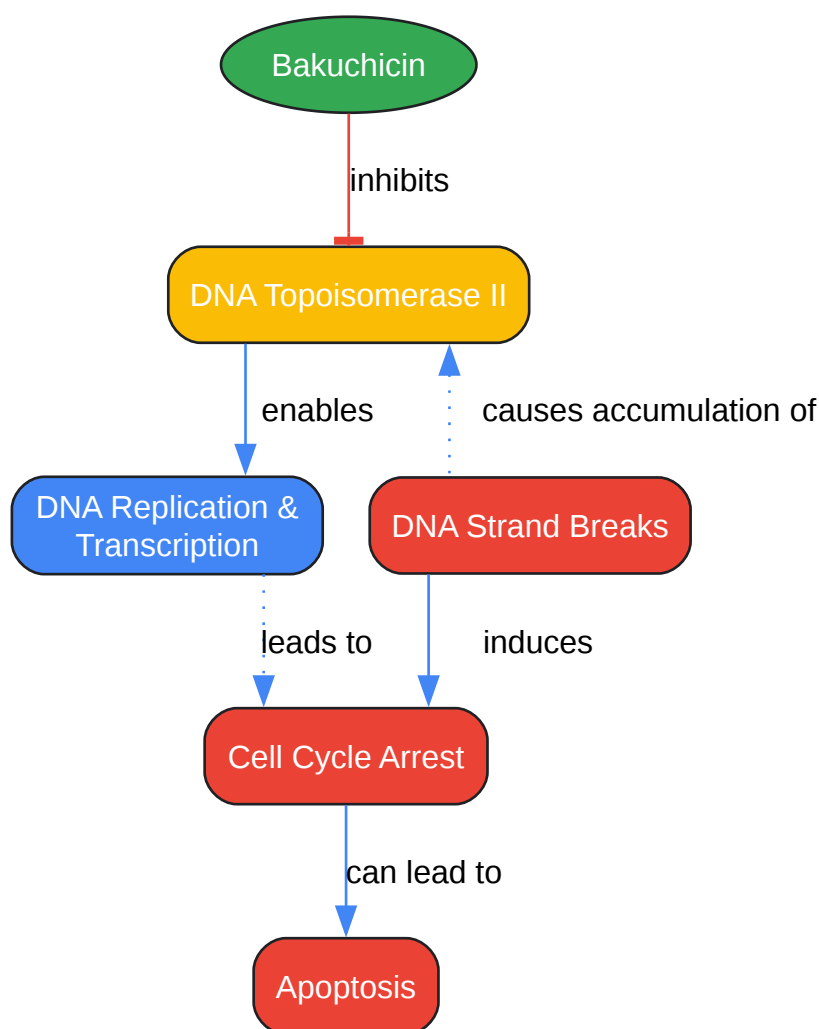 Bakuchicin
inhibits
DNA Topoisomerase II
enables
causes accumulation of
DNA Replication &
Transcription
DNA Strand Breaks
leads to
induces
Cell Cycle Arrest
can lead to
Apoptosis